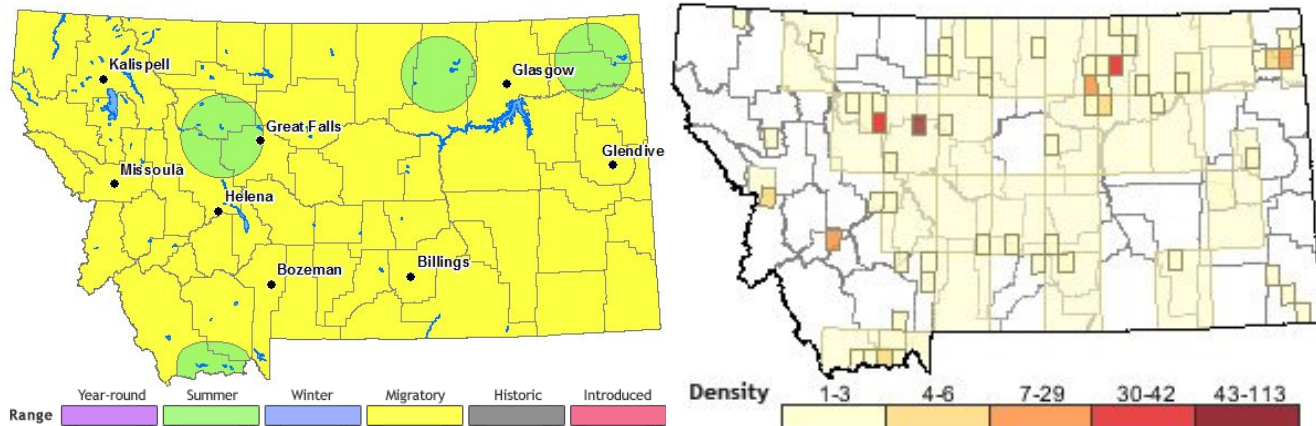 Kalispell
Glasgow
Great Falls
Glendive
Missoula
Helena
Bozeman
Billings
Range
Year-round
Summer
Winter
Migratory
Historic
Introduced
Density
1-3
4-6
7-29
30-42
43-113